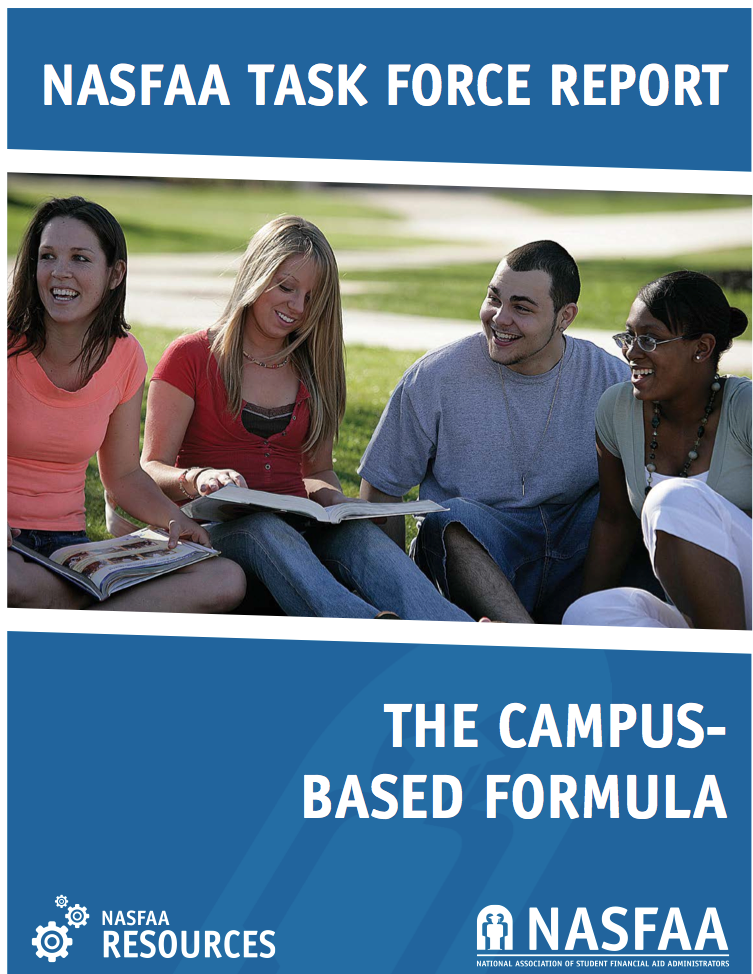 NASFAA TASK FORCE REPORT
THE CAMPUS-
BASED FORMULA
NASFAA
RESOURCES
NASFAA
NATIONAL ASSOCIATION OF STUDENT FINANCIAL AID ADMINISTRATORS